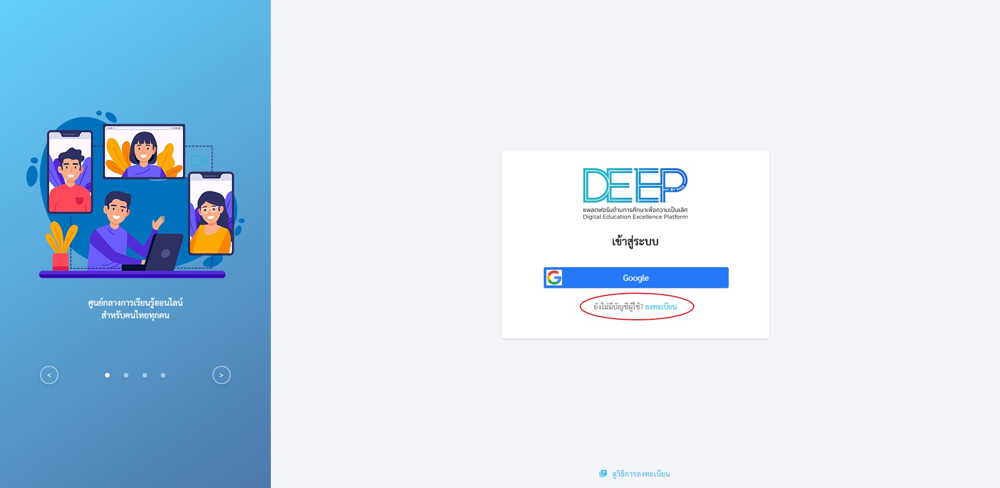 ศูนย์กลางการเรียนรู้ออนไลน์
สำหรับคนไทยทุกคน
<
>
DEEP
BY MOE
แพลตฟอร์มด้านการศึกษาเพื่อความเป็นเลิศ
Digital Education Excellence Platform
เข้าสู่ระบบ
Google
ยังไม่มีบัญชีผู้ใช้? ลงทะเบียน
ดูวิธีการลงทะเบียน